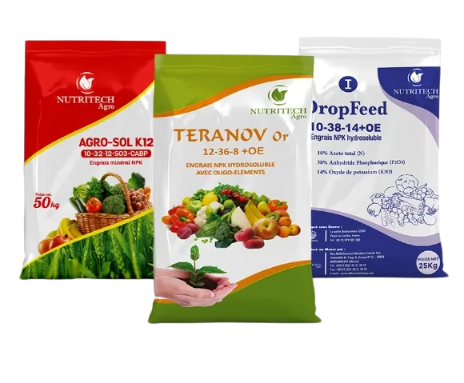 NUTRITECH
Agro
AGRO-SOL K12
10-32-12-SO3-CABP
Engrais minéral NPK
50kg
NUTRITECH
Agro
TERANOV Or
12-36-8 +OE
ENGRAIS NPK HYDROSOLUBLE
AVEC OLIGO-ELEMENTS
I
NUTRITECH
Agro
DropFeed
10-38-14+OE
Engrais NPK hydrosoluble
10% Azote total (N)
38% Anhydride Phosphorique (P2O5)
14% Oxyde de potassium (K2O)
POIDS NET
25Kg